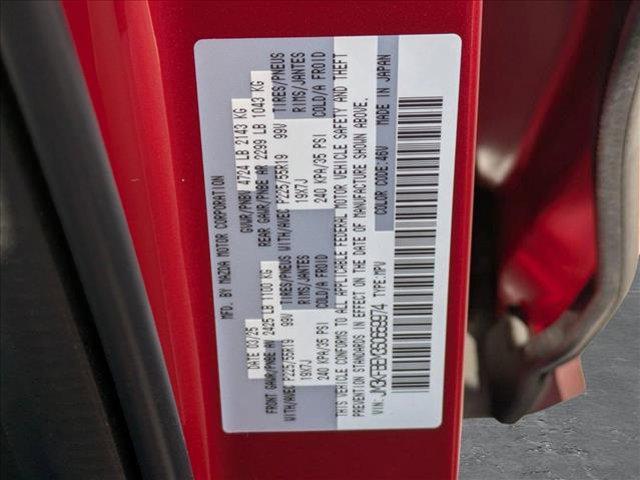 MFD. BY MAZDA MOTOR CORPORATION
DATE 03/25 GVWR/PNBV 4724 LB 2143 KG
FRONT GAWR/PNBE AV 2425 LB 1100 KG REAR GAWR/PNBE AR 2299 LB 1043 KG
WITH/AVEC P225/55R19 99V TIRES/PNEUS WITH/AVEC P225/55R19 99V TIRES/PNEUS
19X7J RIMS/JANTES 19X7J RIMS/JANTES
240 KPA/35 PSI COLD/A FROID 240 KPA/35 PSI COLD/A FROID
THIS VEHICLE CONFORMS TO ALL APPLICABLE FEDERAL MOTOR VEHICLE SAFETY AND THEFT
PREVENTION STANDARDS IN EFFECT ON THE DATE OF MANUFACTURE SHOWN ABOVE.
VIN: TYPE:MPV COLOR CODE:46V MADE IN JAPAN